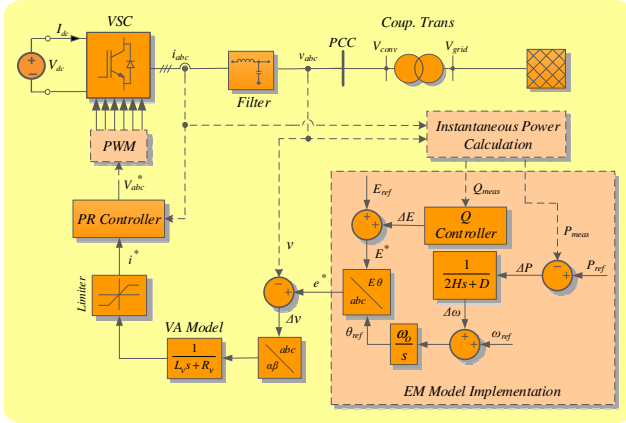 VSC
Coup. Trans
I_dc
i_abc
v_abc
PCC
V_conv
V_grid
V_dc
Filter
PWM
Instantaneous Power
Calculation
V_abc*
E_ref
Q_meas
PR Controller
ΔE
Q
Controller
P_meas
v
E*
i*
ΔP
P_ref
Limiter
e*
E θ
abc
1
2Hs+D
Δv
Δω
VA Model
θ_ref
ω_o
s
ω_ref
1
L_v s+R_v
abc
αβ
EM Model Implementation